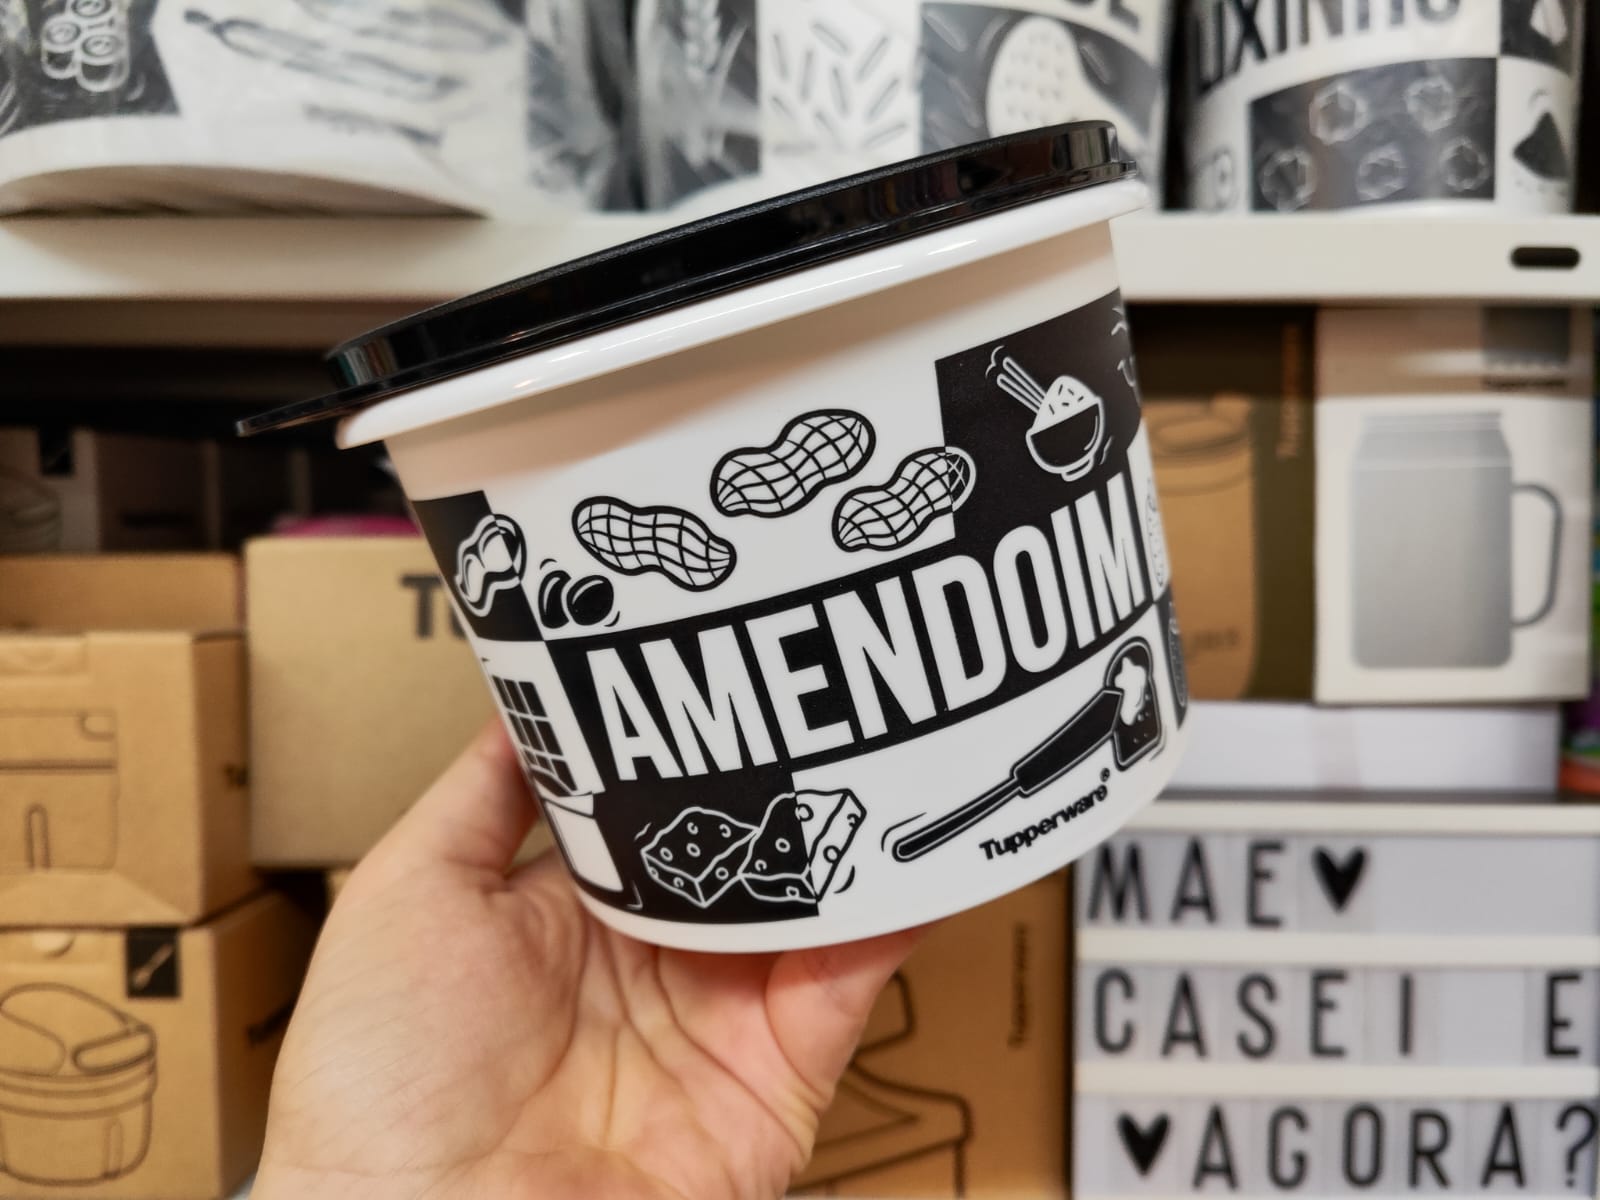 AMENDOIM
Tupperware®
MAE♥
CASEI E
♥AGORA?